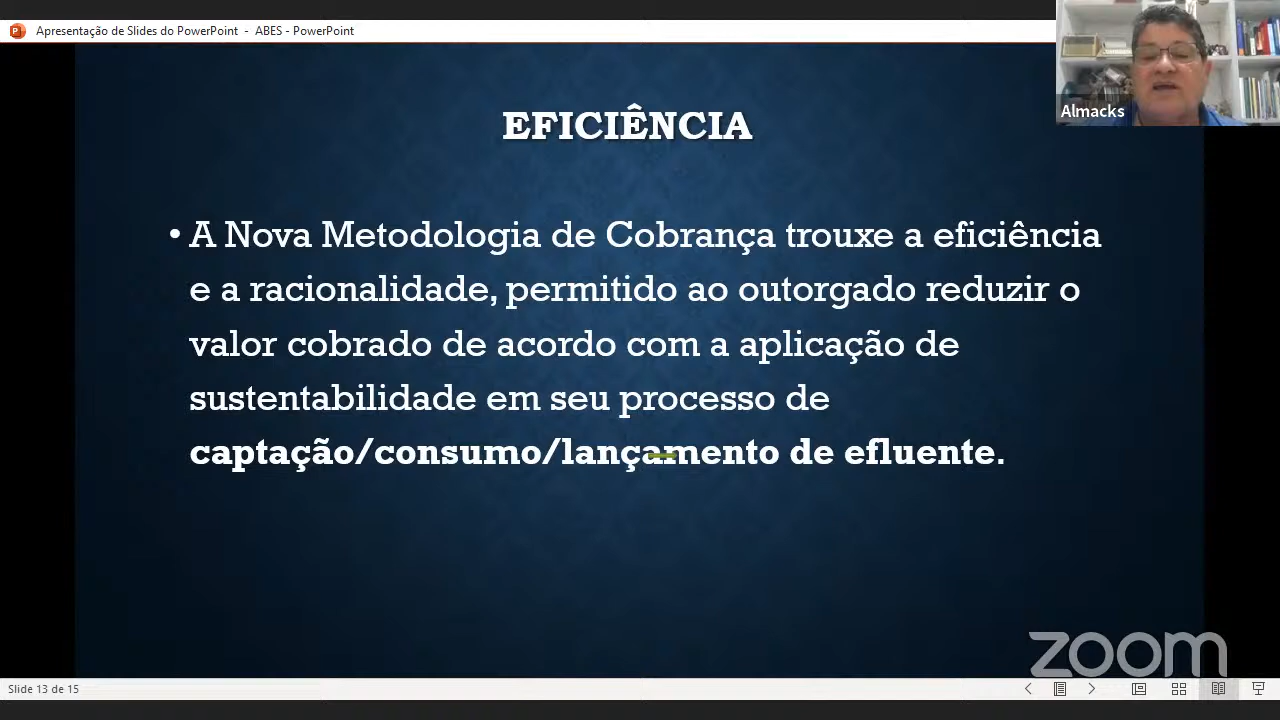 Apresentação de Slides do PowerPoint - ABES - PowerPoint
Almacks
EFICIÊNCIA
• A Nova Metodologia de Cobrança trouxe a eficiência
e a racionalidade, permitido ao outorgado reduzir o
valor cobrado de acordo com a aplicação de
sustentabilidade em seu processo de
captação/consumo/lançamento de efluente.
zoom
Slide 13 de 15